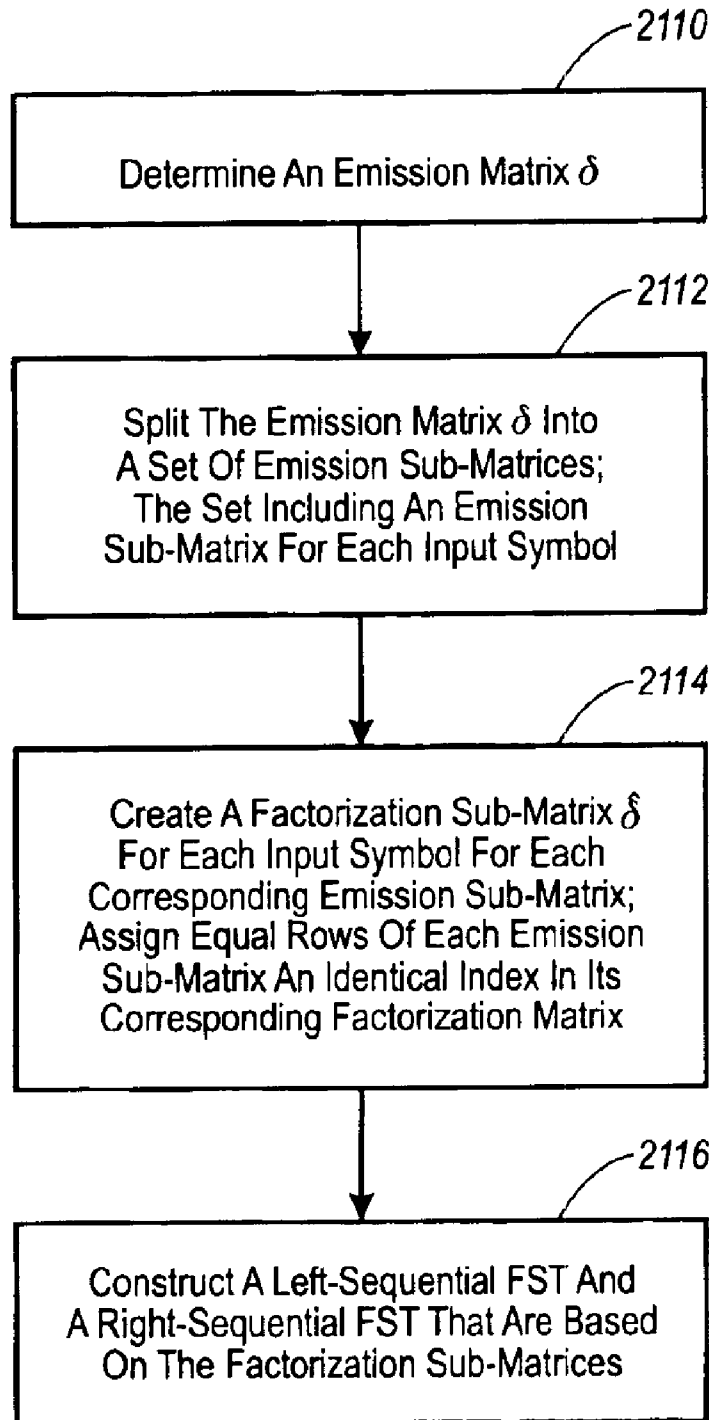 2110
Determine An Emission Matrix δ
2112
Split The Emission Matrix δ Into
A Set Of Emission Sub-Matrices;
The Set Including An Emission
Sub-Matrix For Each Input Symbol
2114
Create A Factorization Sub-Matrix δ̂
For Each Input Symbol For Each
Corresponding Emission Sub-Matrix;
Assign Equal Rows Of Each Emission
Sub-Matrix An Identical Index In Its
Corresponding Factorization Matrix
2116
Construct A Left-Sequential FST And
A Right-Sequential FST That Are Based
On The Factorization Sub-Matrices